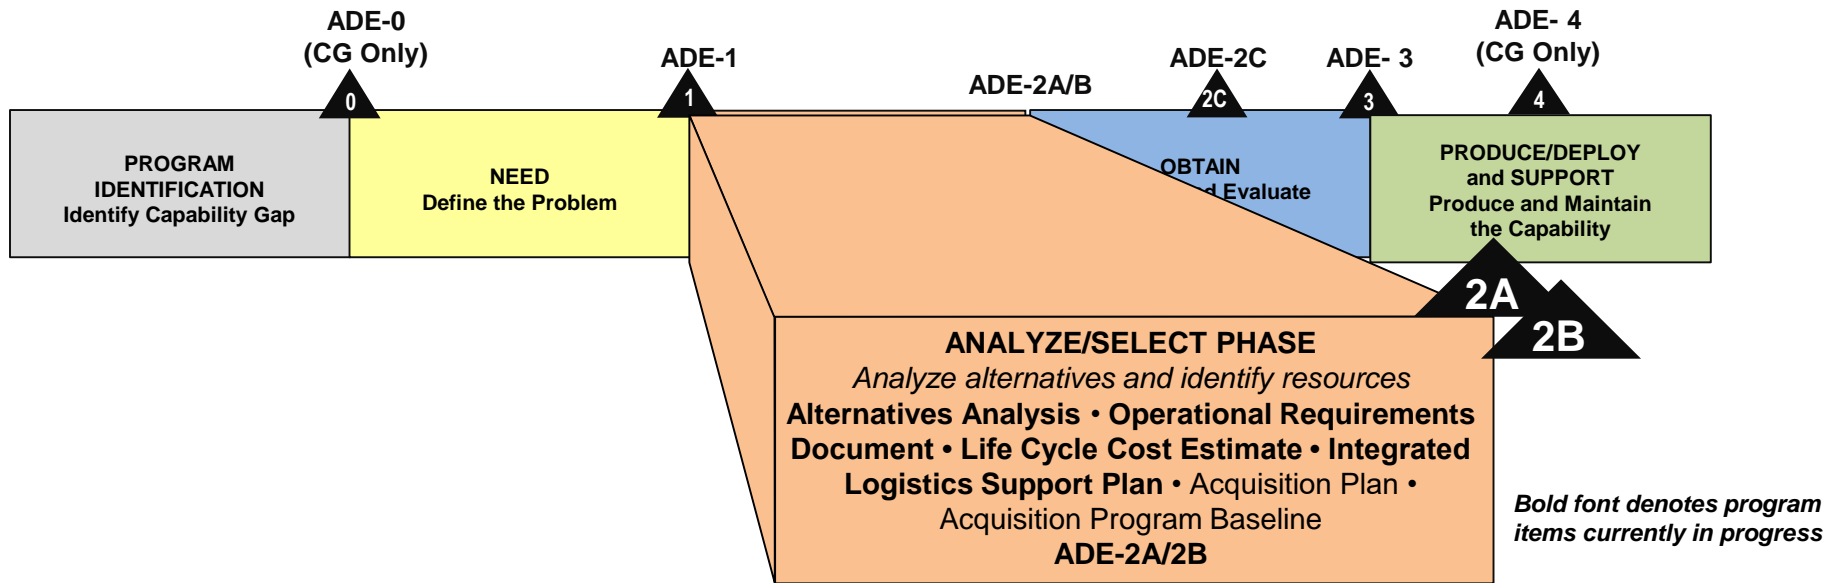 ADE-0
(CG Only)
ADE-1
ADE-2A/B
ADE-2C
ADE- 3
ADE- 4
(CG Only)
0
1
2C
3
4
PROGRAM
IDENTIFICATION
Identify Capability Gap
NEED
Define the Problem
OBTAIN
Evaluate
PRODUCE/DEPLOY
and SUPPORT
Produce and Maintain
the Capability
2A
2B
ANALYZE/SELECT PHASE
Analyze alternatives and identify resources
Alternatives Analysis • Operational Requirements
Document • Life Cycle Cost Estimate • Integrated
Logistics Support Plan • Acquisition Plan •
Acquisition Program Baseline
ADE-2A/2B
Bold font denotes program
items currently in progress